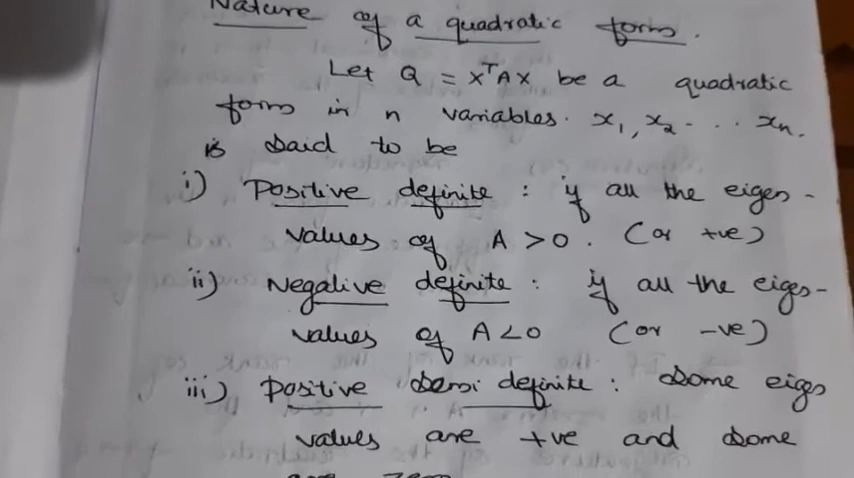 Nature of a quadratic form.
Let Q = XᵀAX be a quadratic
form in n variables. x₁, x₂ - . . xₙ.
is said to be
i) Positive definite : if all the eigen -
values of A > 0. (or +ve)
ii) Negative definite : if all the eigen -
values of A < 0 (or -ve)
iii) Positive semi definite : Some eigen
values are +ve and some
are zero